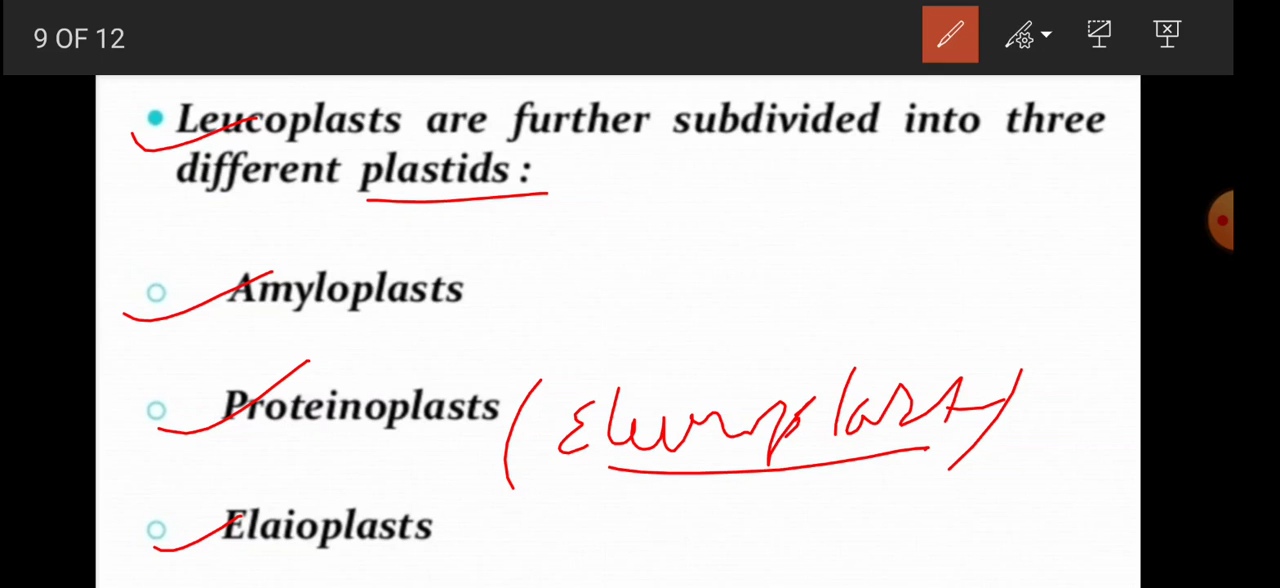 9 OF 12
Leucoplasts are further subdivided into three
different plastids :
Amyloplasts
Proteinoplasts
Elaioplasts